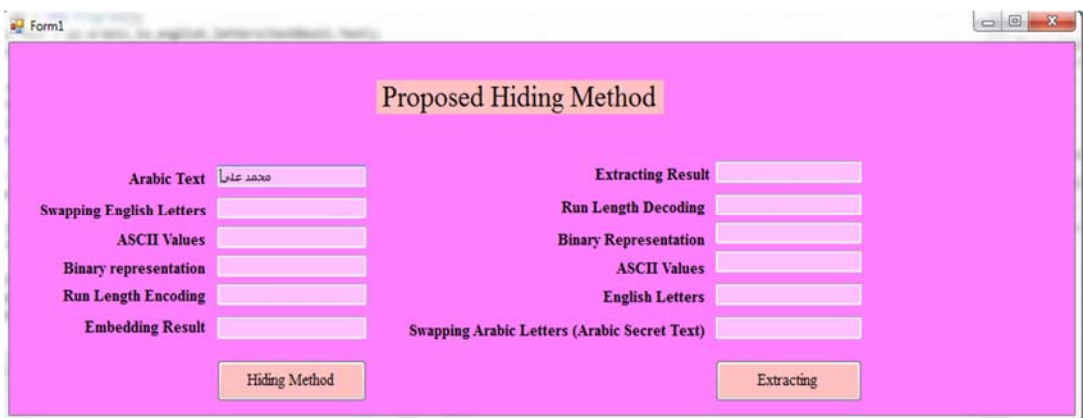 Form1
Proposed Hiding Method
Arabic Text محمد علي
Swapping English Letters
ASCII Values
Binary representation
Run Length Encoding
Embedding Result
Hiding Method
Extracting Result
Run Length Decoding
Binary Representation
ASCII Values
English Letters
Swapping Arabic Letters (Arabic Secret Text)
Extracting